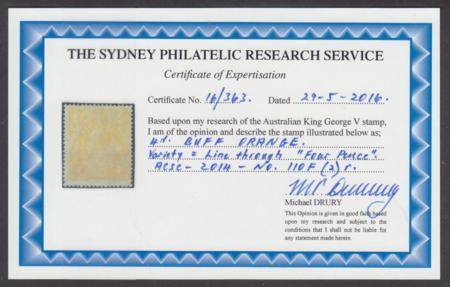 THE SYDNEY PHILATELIC RESEARCH SERVICE
Certificate of Expertisation
Certificate No. 16/363. Dated 29-5-2016.
Based upon my research of the Australian King George V stamp,
I am of the opinion and describe the stamp illustrated below as;
4d. BUFF ORANGE.
Variety = Line through "Four Pence".
ACSC - 2014 - No. 110F (2) r.
Michael DRURY
This Opinion is given in good faith based
upon my research and subject to the
conditions that I shall not be liable for
any statement made herein.